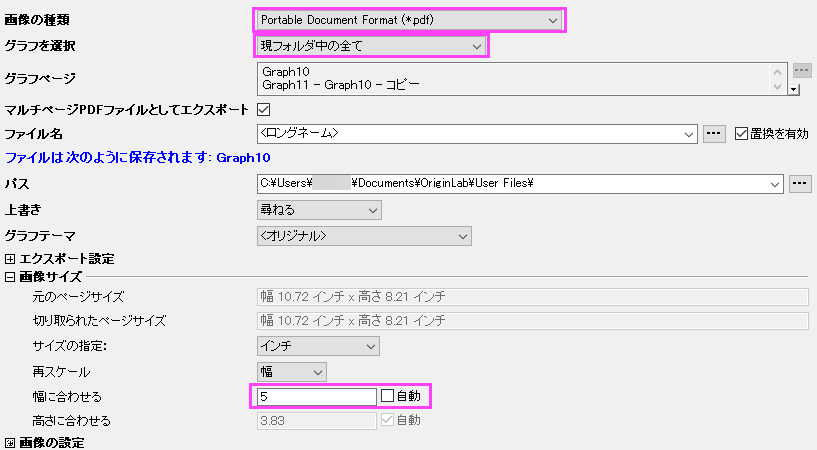 画像の種類 Portable Document Format (*.pdf)
グラフを選択 現フォルダ中の全て
グラフページ Graph10
Graph11 - Graph10 - コピー
マルチページPDFファイルとしてエクスポート
ファイル名 <ロングネーム> ... 置換を有効
ファイルは次のように保存されます: Graph10
パス C:¥Users¥ ¥Documents¥OriginLab¥User Files¥ ...
上書き 尋ねる
グラフテーマ <オリジナル>
エクスポート設定
画像サイズ
元のページサイズ 幅 10.72 インチ x 高さ 8.21 インチ
切り取られたページサイズ 幅 10.72 インチ x 高さ 8.21 インチ
サイズの指定: インチ
再スケール 幅
幅に合わせる 5 自動
高さに合わせる 3.83 自動
画像の設定